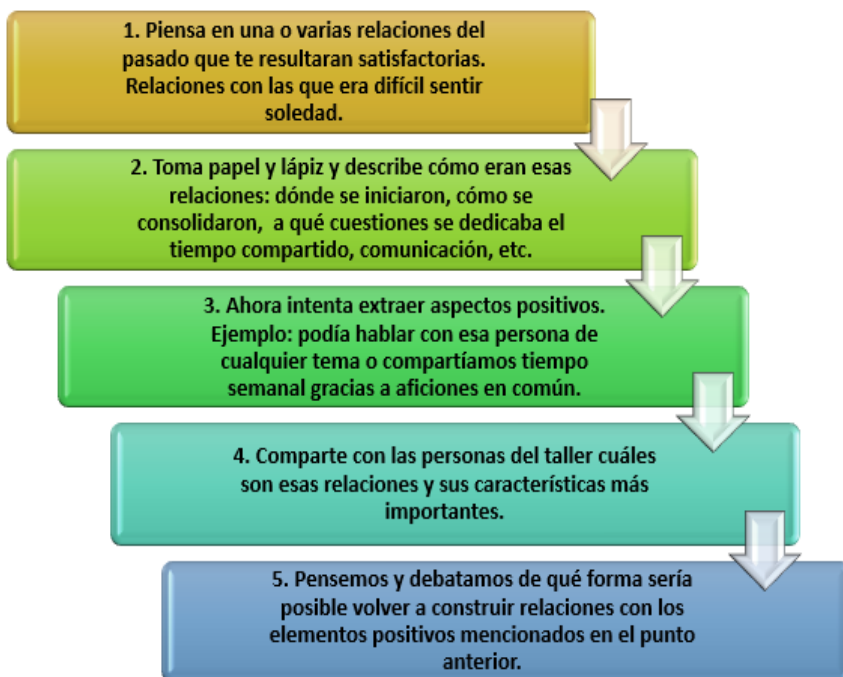 1. Piensa en una o varias relaciones del
pasado que te resultaran satisfactorias.
Relaciones con las que era difícil sentir
soledad.
2. Toma papel y lápiz y describe cómo eran esas
relaciones: dónde se iniciaron, cómo se
consolidaron, a qué cuestiones se dedicaba el
tiempo compartido, comunicación, etc.
3. Ahora intenta extraer aspectos positivos.
Ejemplo: podía hablar con esa persona de
cualquier tema o compartíamos tiempo
semanal gracias a aficiones en común.
4. Comparte con las personas del taller cuáles
son esas relaciones y sus características más
importantes.
5. Pensemos y debatamos de qué forma sería
posible volver a construir relaciones con los
elementos positivos mencionados en el punto
anterior.